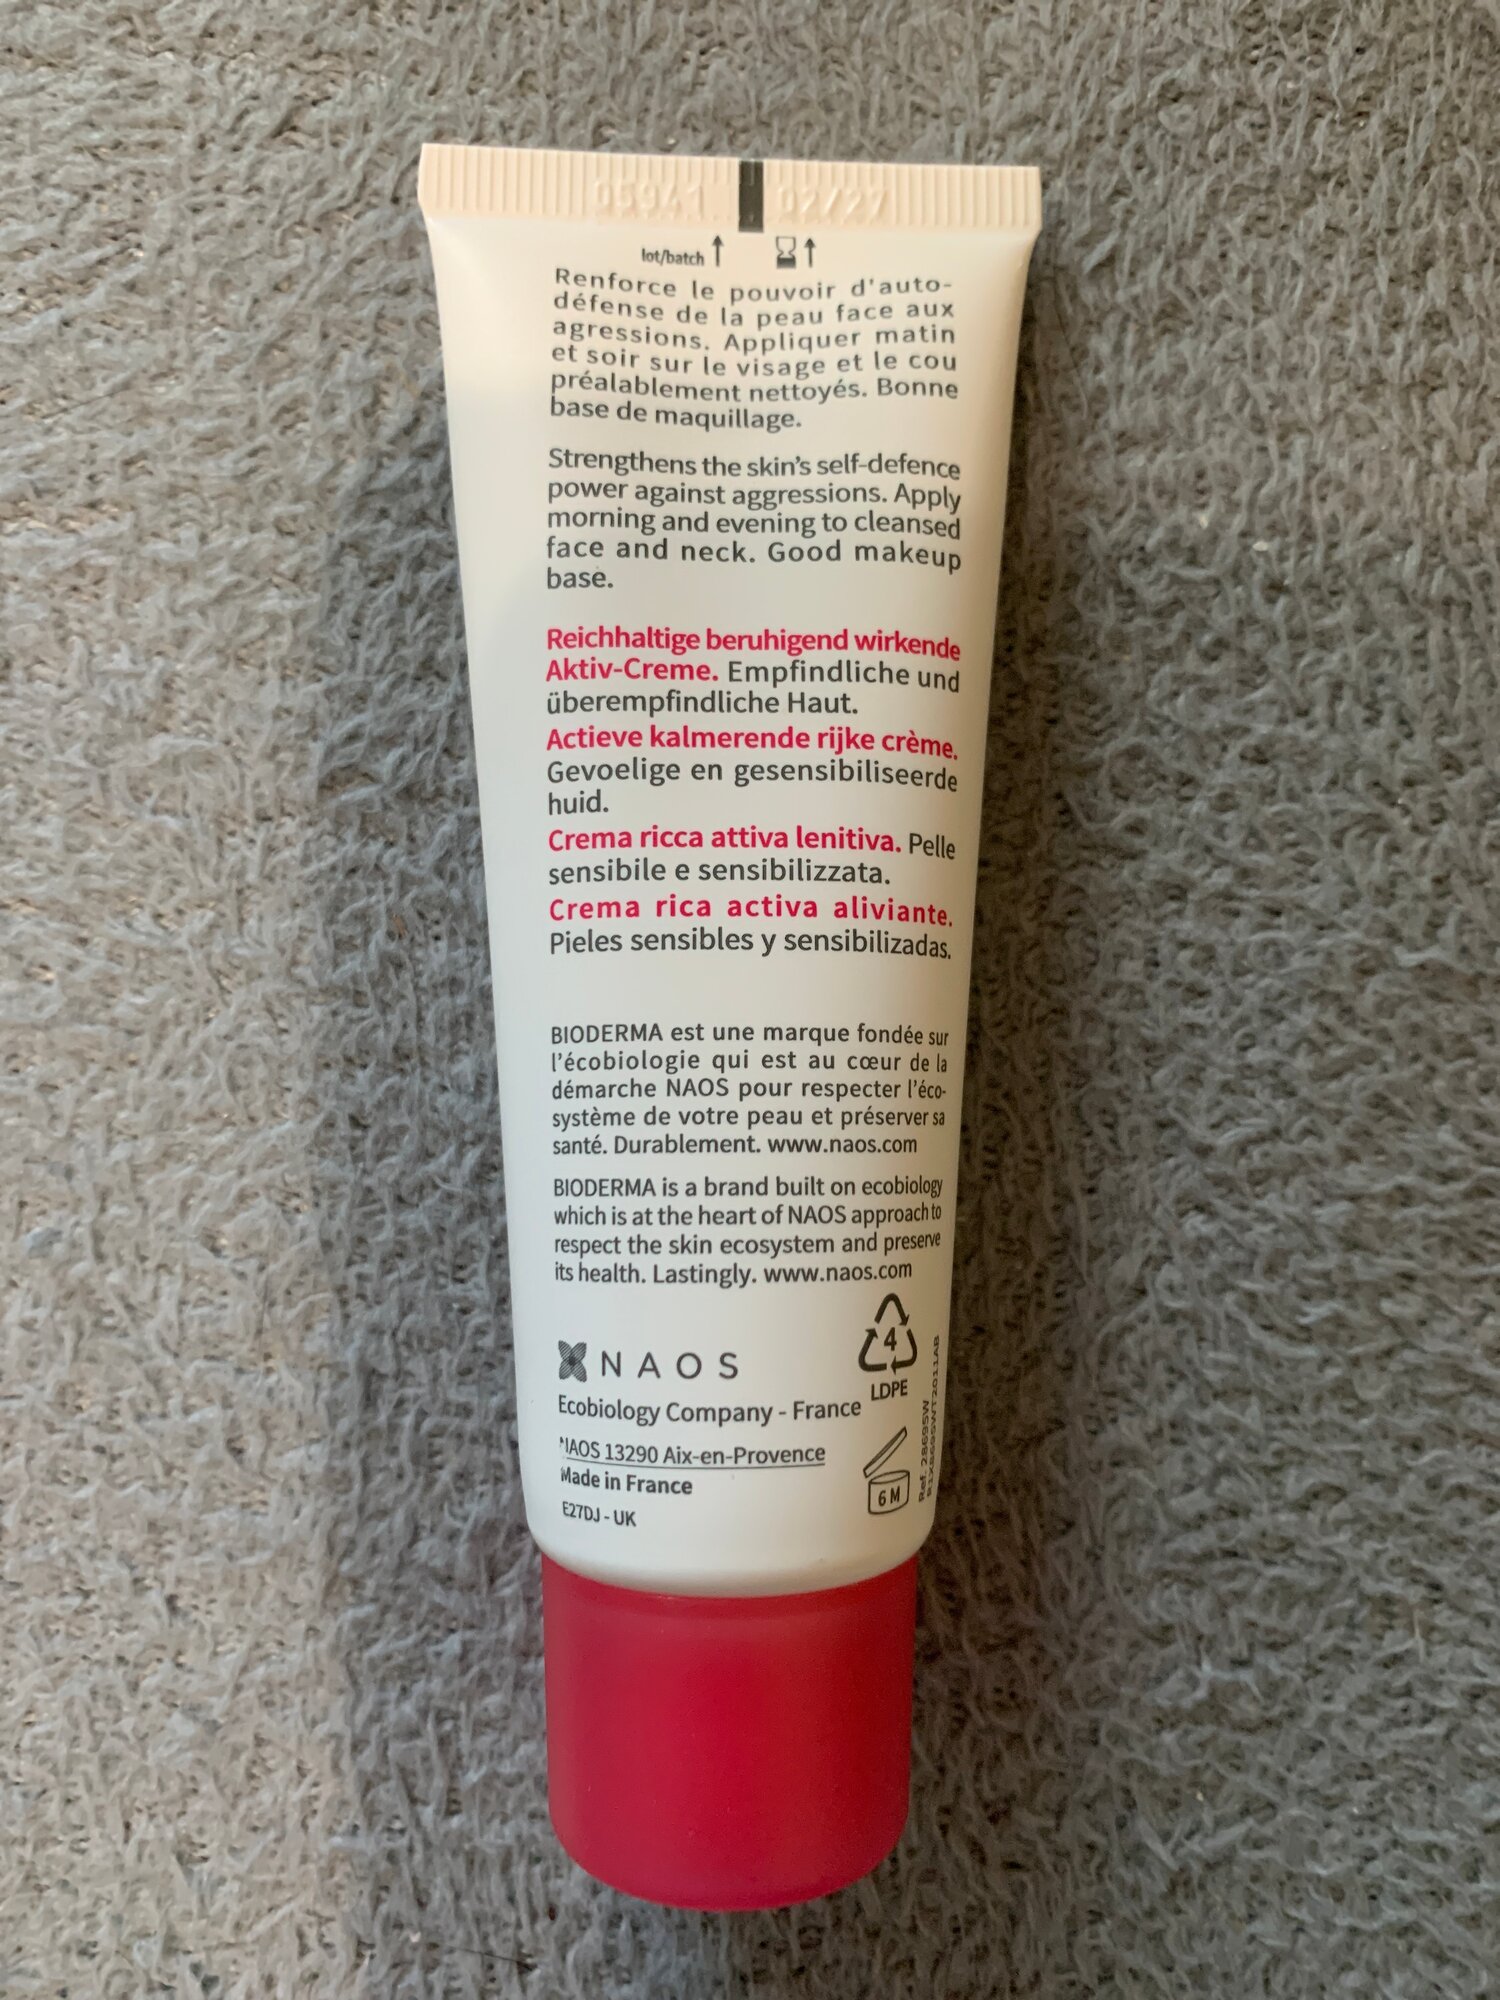 05941 02/27
lot/batch
Renforce le pouvoir d'auto-
défense de la peau face aux
agressions. Appliquer matin
et soir sur le visage et le cou
préalablement nettoyés. Bonne
base de maquillage.
Strengthens the skin's self-defence
power against aggressions. Apply
morning and evening to cleansed
face and neck. Good makeup
base.
Reichhaltige beruhigend wirkende
Aktiv-Creme. Empfindliche und
überempfindliche Haut.
Actieve kalmerende rijke crème.
Gevoelige en gesensibiliseerde
huid.
Crema ricca attiva lenitiva. Pelle
sensibile e sensibilizzata.
Crema rica activa aliviante.
Pieles sensibles y sensibilizadas.
BIODERMA est une marque fondée sur
l'écobiologie qui est au cœur de la
démarche NAOS pour respecter l'éco-
système de votre peau et préserver sa
santé. Durablement. www.naos.com
BIODERMA is a brand built on ecobiology
which is at the heart of NAOS approach to
respect the skin ecosystem and preserve
its health. Lastingly. www.naos.com
4
LDPE
NAOS
Ecobiology Company - France
NAOS 13290 Aix-en-Provence
Made in France
E27DJ - UK
6 M
Ref. 28695W